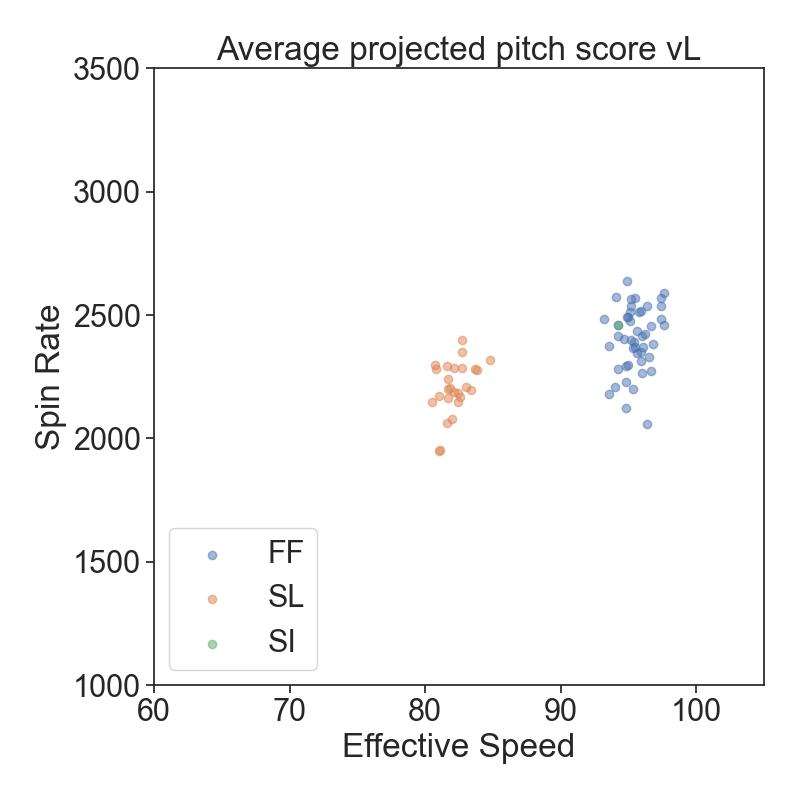 Average projected pitch score vL
3500
3000
2500
2000
1500
1000
Spin Rate
FF
SL
SI
60 70 80 90 100
Effective Speed